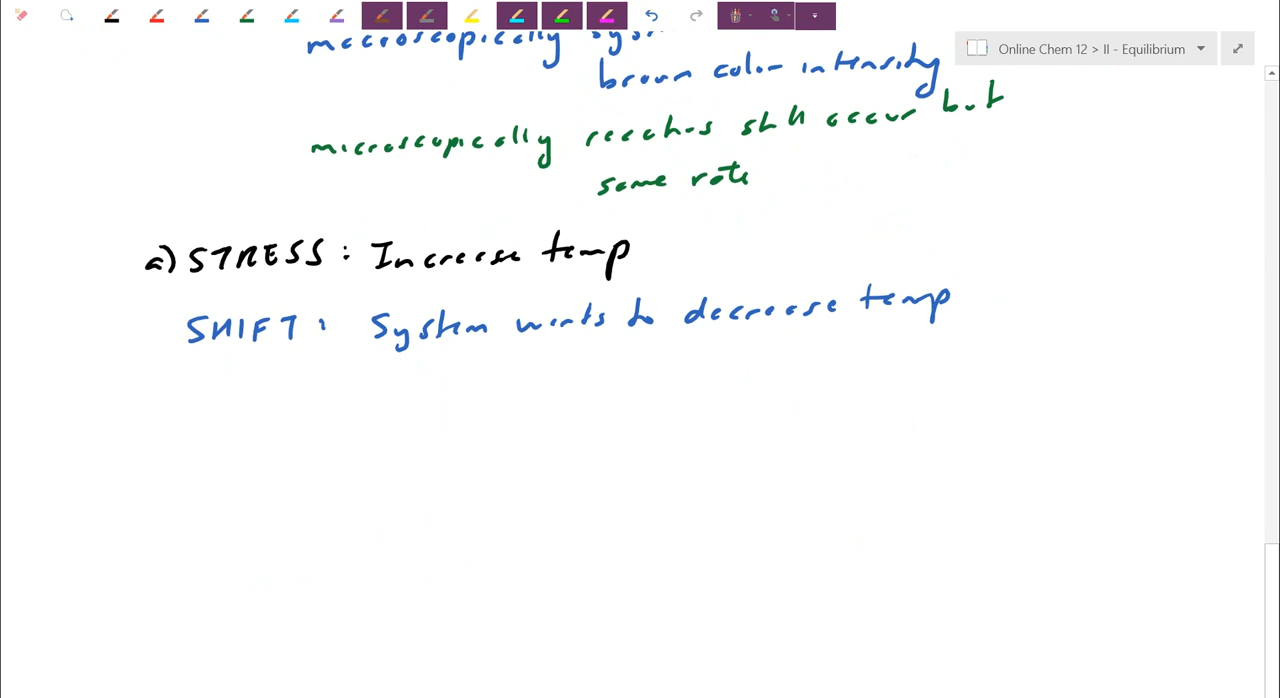 macroscopically
Online Chem 12 > II - Equilibrium
brown color intensity
microscopically reactions still occur but
same rate
a) STRESS : Increase temp
SHIFT : System wants to decrease temp